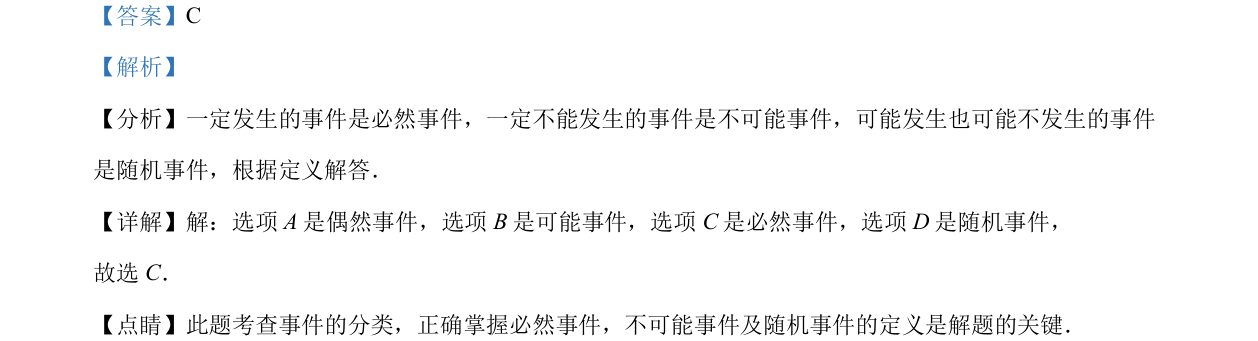 【答案】C
【解析】
【分析】一定发生的事件是必然事件，一定不能发生的事件是不可能事件，可能发生也可能不发生的事件
是随机事件，根据定义解答．
【详解】解：选项 A 是偶然事件，选项 B 是可能事件，选项 C 是必然事件，选项 D 是随机事件，
故选 C．
【点睛】此题考查事件的分类，正确掌握必然事件，不可能事件及随机事件的定义是解题的关键．